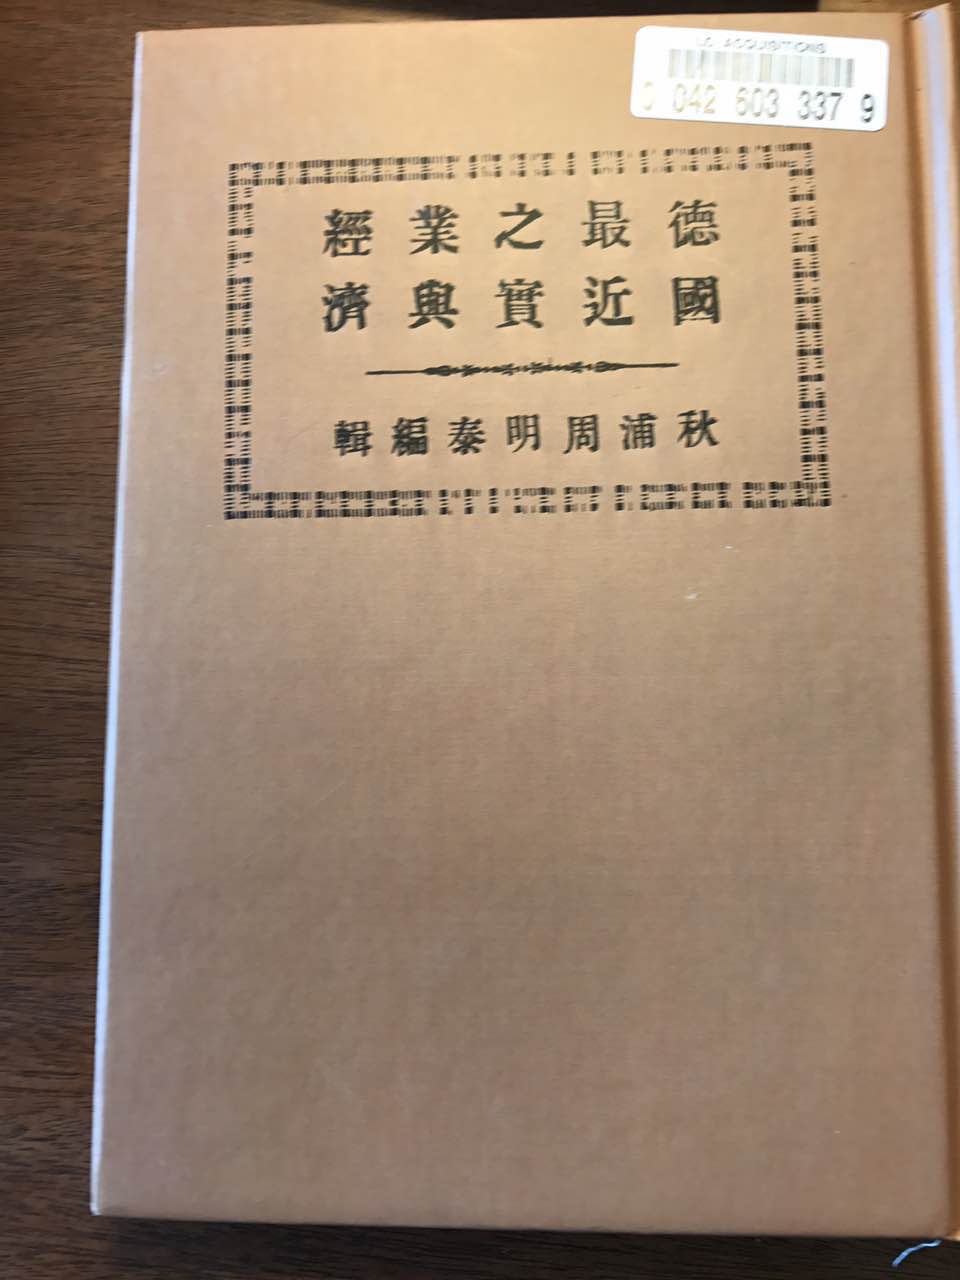 LC ACQUISITIONS
0 042 603 337 9
德國
最近
之實
業與
經濟
秋浦周明泰編輯